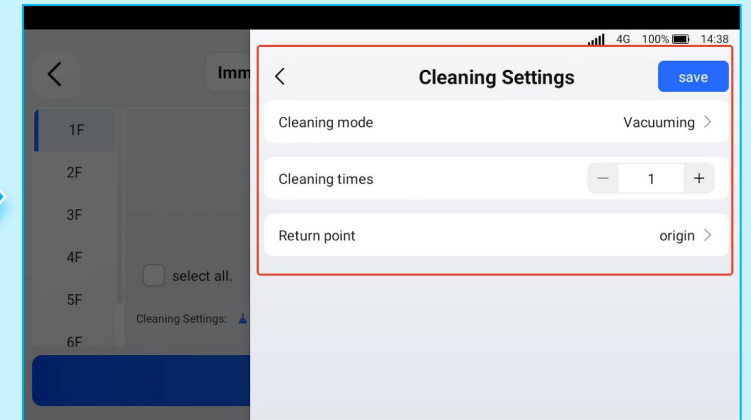 4G 100% 14:38
Imm
Cleaning Settings
save
1F
2F
3F
4F
5F
6F
select all.
Cleaning Settings:
Cleaning mode
Vacuuming
Cleaning times
1
Return point
origin